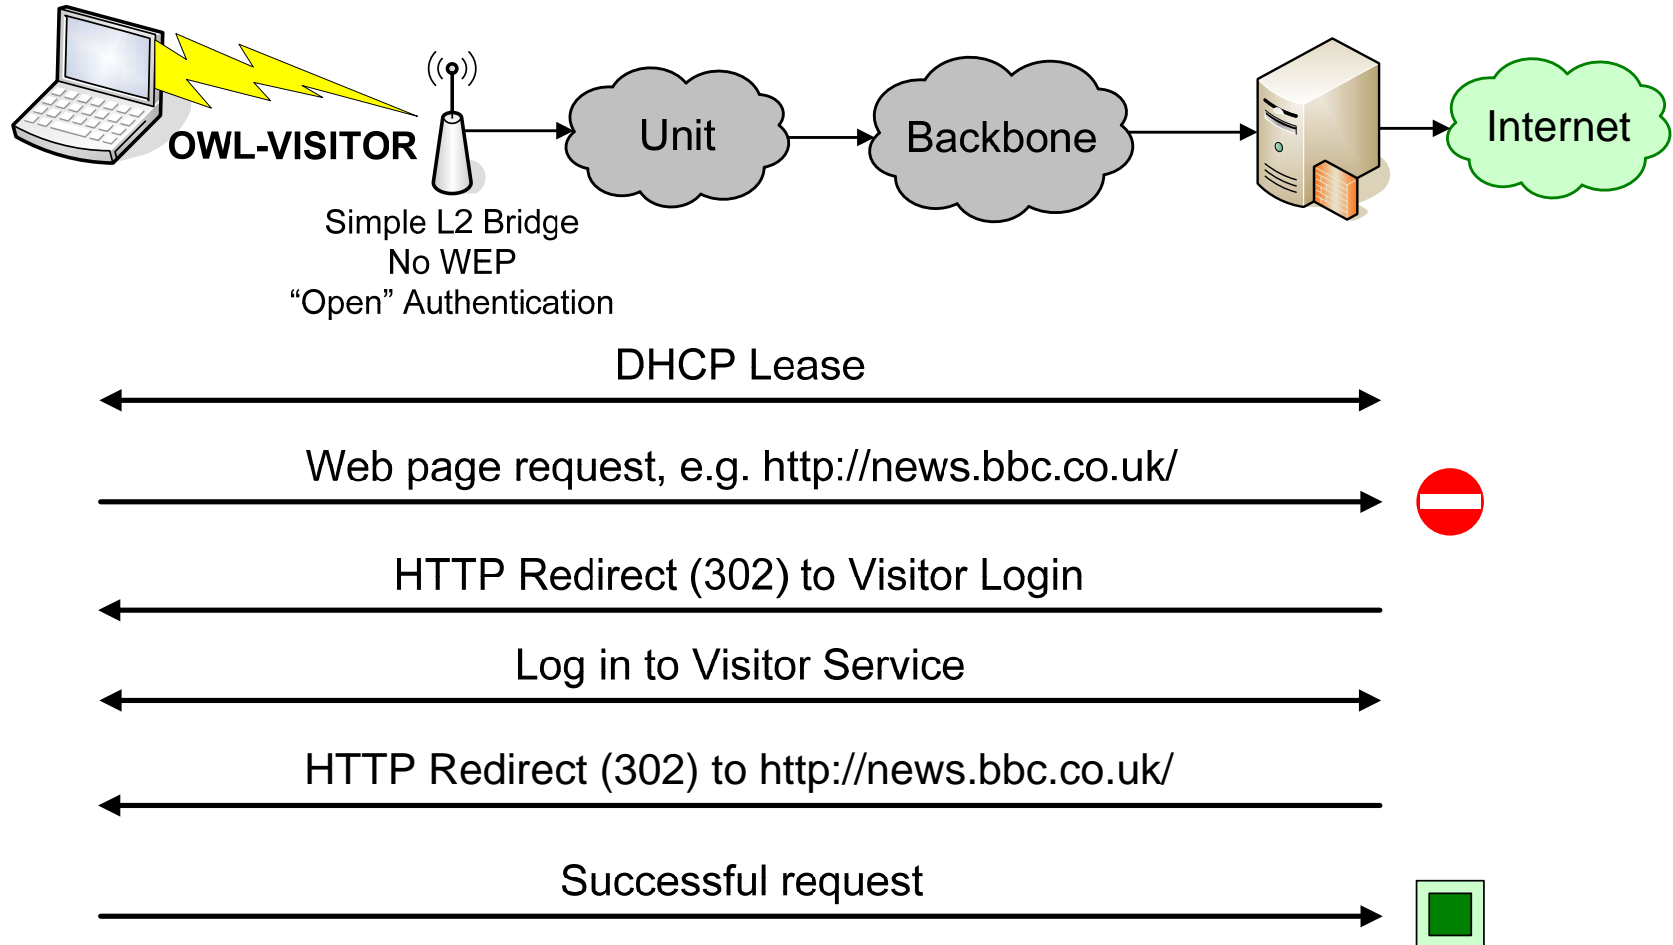 OWL-VISITOR
Unit
Backbone
Internet
Simple L2 Bridge
No WEP
“Open” Authentication
DHCP Lease
Web page request, e.g. http://news.bbc.co.uk/
HTTP Redirect (302) to Visitor Login
Log in to Visitor Service
HTTP Redirect (302) to http://news.bbc.co.uk/
Successful request